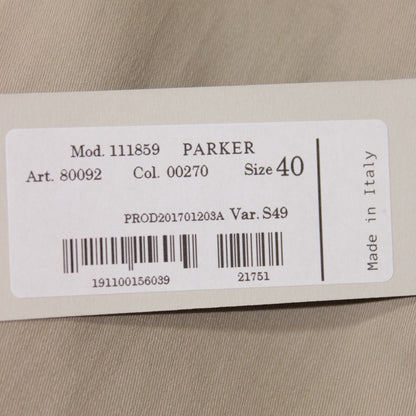 Mod. 111859 PARKER
Art. 80092 Col. 00270 Size 40
PROD201701203A Var. S49
191100156039 21751
Made in Italy